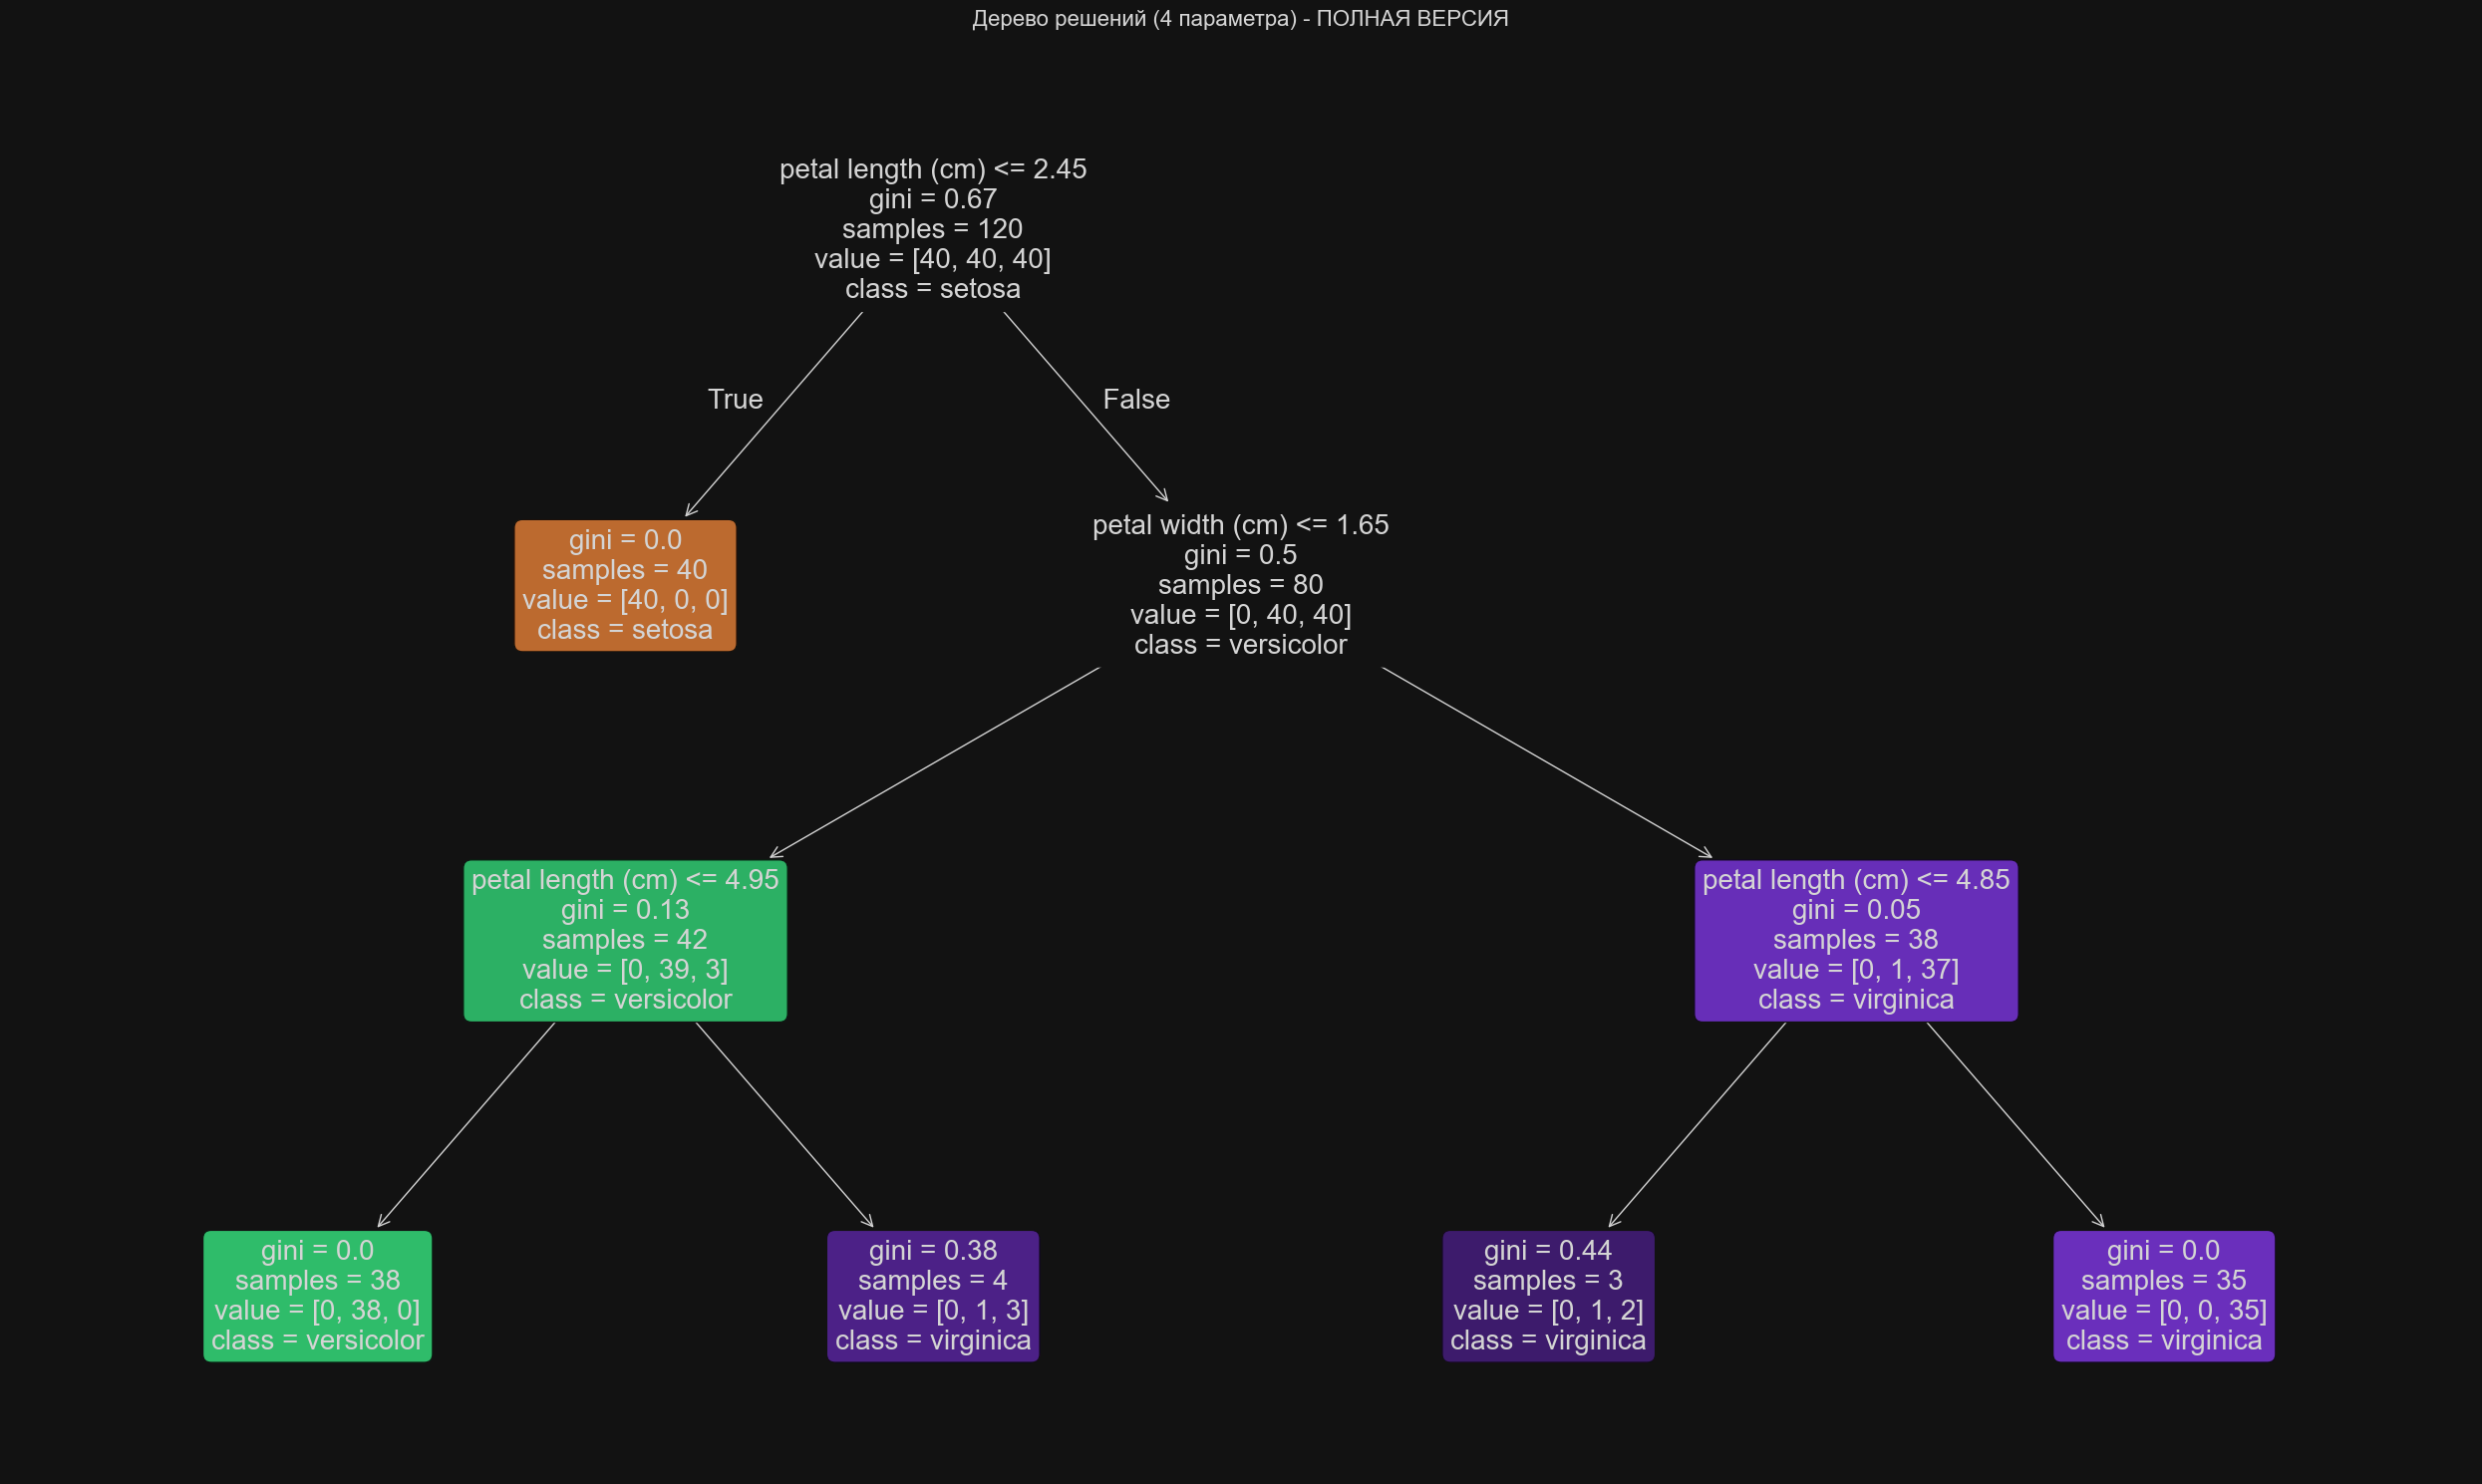 Дерево решений (4 параметра) - ПОЛНАЯ ВЕРСИЯ
petal length (cm) <= 2.45
gini = 0.67
samples = 120
value = [40, 40, 40]
class = setosa
True
False
gini = 0.0
samples = 40
value = [40, 0, 0]
class = setosa
petal width (cm) <= 1.65
gini = 0.5
samples = 80
value = [0, 40, 40]
class = versicolor
petal length (cm) <= 4.95
gini = 0.13
samples = 42
value = [0, 39, 3]
class = versicolor
petal length (cm) <= 4.85
gini = 0.05
samples = 38
value = [0, 1, 37]
class = virginica
gini = 0.0
samples = 38
value = [0, 38, 0]
class = versicolor
gini = 0.38
samples = 4
value = [0, 1, 3]
class = virginica
gini = 0.44
samples = 3
value = [0, 1, 2]
class = virginica
gini = 0.0
samples = 35
value = [0, 0, 35]
class = virginica